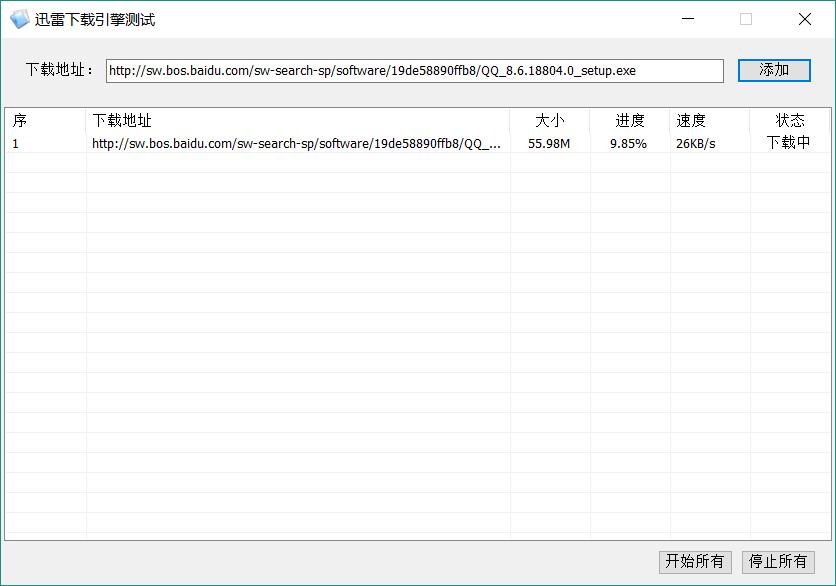 迅雷下载引擎测试
下载地址： http://sw.bos.baidu.com/sw-search-sp/software/19de58890ffb8/QQ_8.6.18804.0_setup.exe 添加
序 下载地址 大小 进度 速度 状态
1 http://sw.bos.baidu.com/sw-search-sp/software/19de58890ffb8/QQ_... 55.98M 9.85% 26KB/s 下载中
开始所有 停止所有